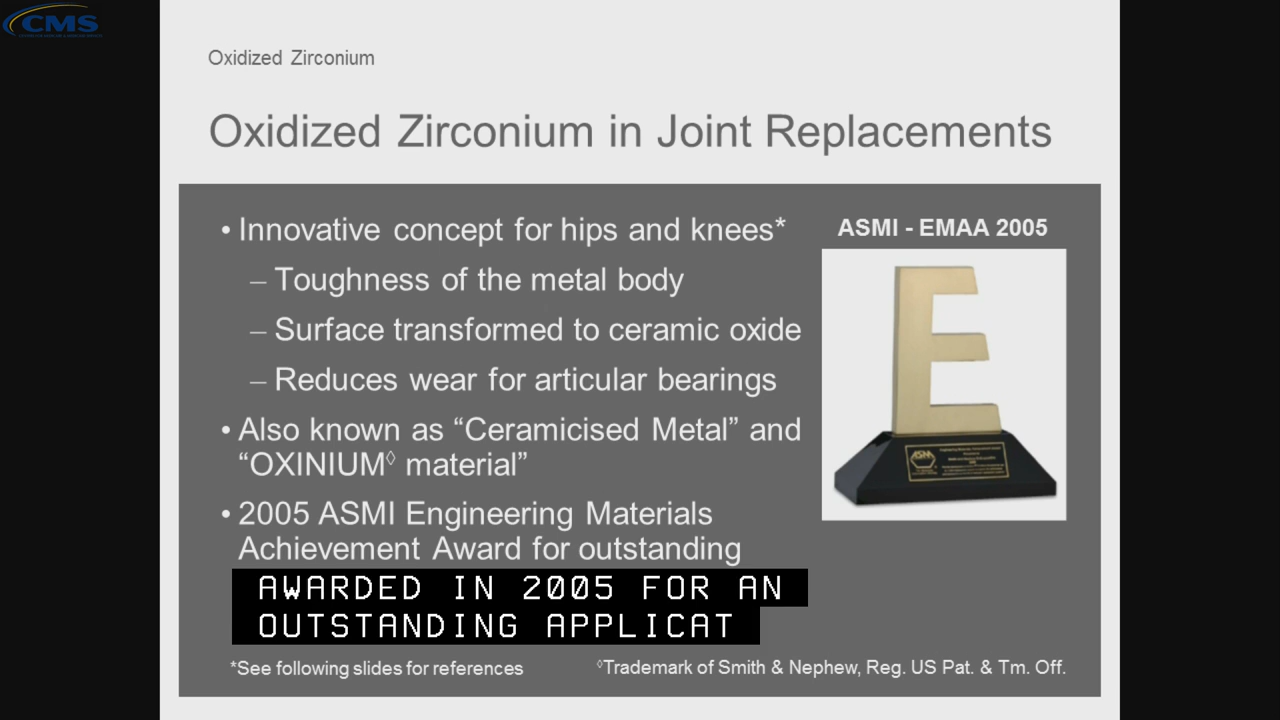 CMS
Oxidized Zirconium
Oxidized Zirconium in Joint Replacements
• Innovative concept for hips and knees*
– Toughness of the metal body
– Surface transformed to ceramic oxide
– Reduces wear for articular bearings
• Also known as “Ceramicised Metal” and
“OXINIUM◊ material”
• 2005 ASMI Engineering Materials
Achievement Award for outstanding
ASMI - EMAA 2005
ASM
AWARDED IN 2005 FOR AN
OUTSTANDING APPLICAT
*See following slides for references
◊Trademark of Smith & Nephew, Reg. US Pat. & Tm. Off.